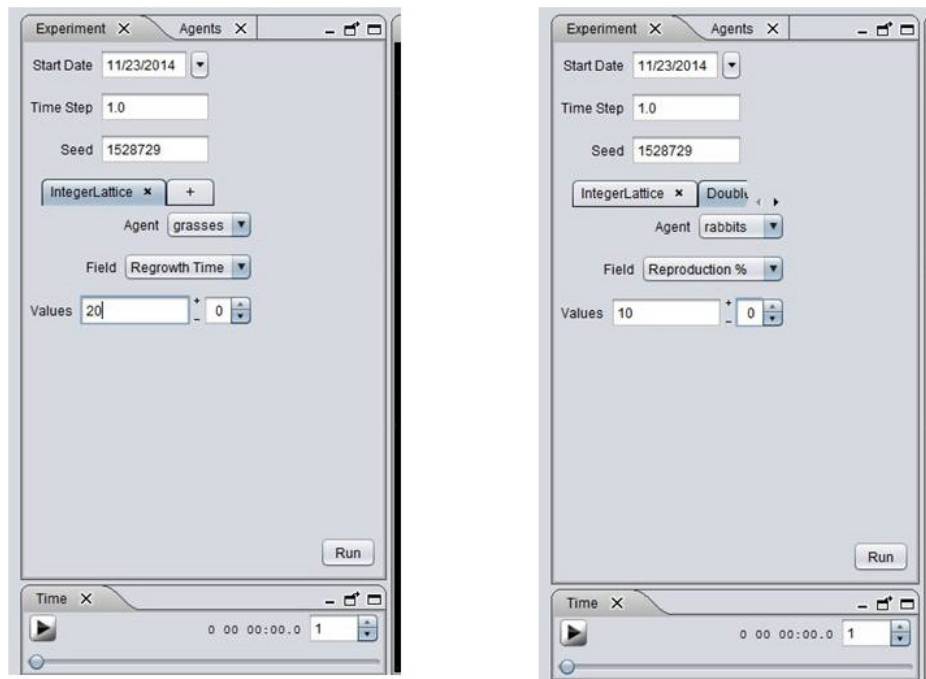 Experiment X Agents X
Start Date 11/23/2014
Time Step 1.0
Seed 1528729
IntegerLattice × +
Agent grasses
Field Regrowth Time
Values 20 + - 0
Run
Time X
0 00 00:00.0 1
Experiment X Agents X
Start Date 11/23/2014
Time Step 1.0
Seed 1528729
IntegerLattice ×
Agent rabbits
Field Reproduction %
Values 10 + - 0
Run
Time X
0 00 00:00.0 1